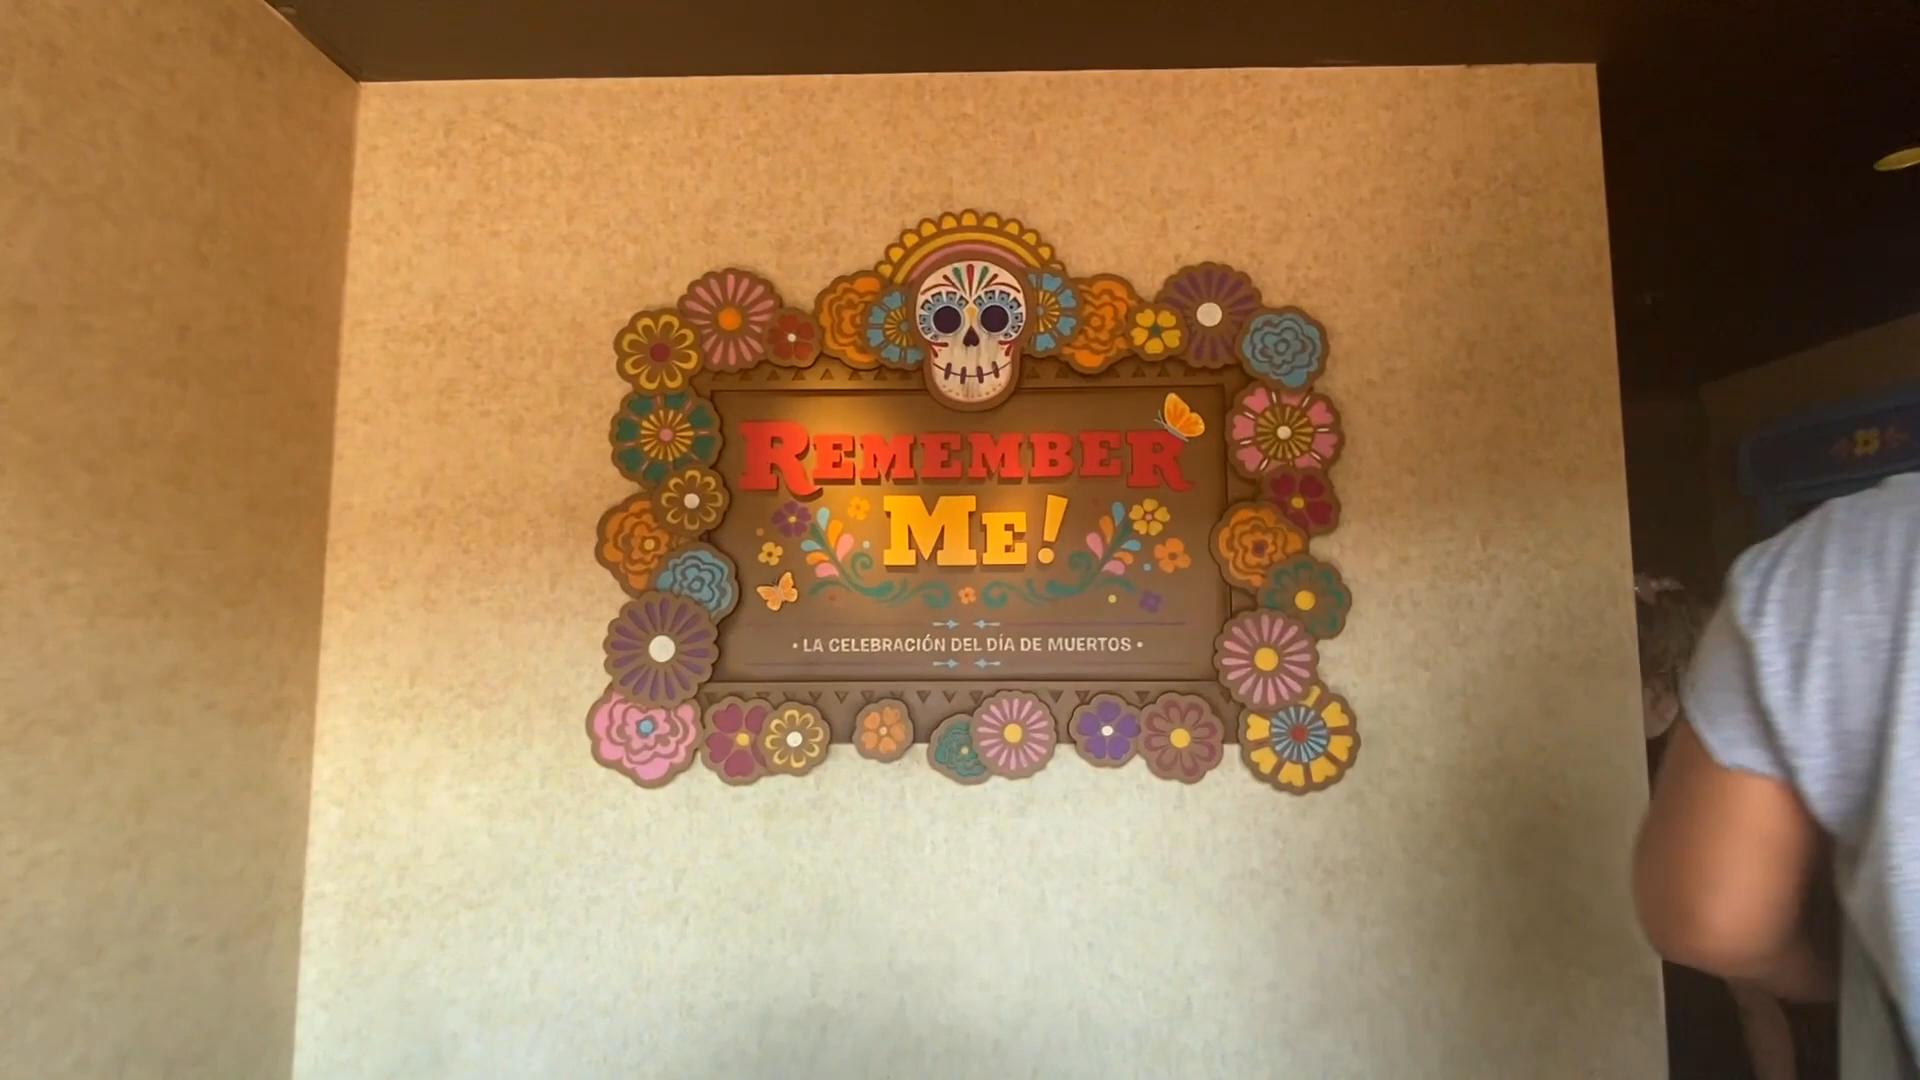 REMEMBER
ME!
• LA CELEBRACIÓN DEL DÍA DE MUERTOS •